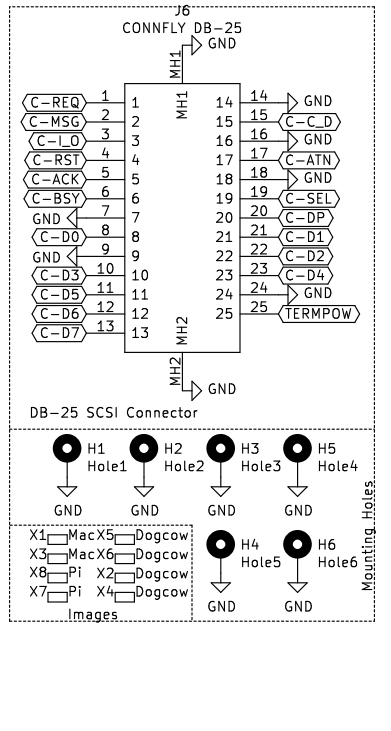 J6
CONNFLY DB-25
GND
MH1
MH1
C-REQ 1 1 14 14 GND
C-MSG 2 2 15 15 C-C_D
C-I_O 3 3 16 16 GND
C-RST 4 4 17 17 C-ATN
C-ACK 5 5 18 18 GND
C-BSY 6 6 19 19 C-SEL
GND 7 7 20 20 C-DP
C-D0 8 8 21 21 C-D1
GND 9 9 22 22 C-D2
C-D3 10 10 23 23 C-D4
C-D5 11 11 24 24 GND
C-D6 12 12 25 25 TERMPOW
C-D7 13 13
MH2
MH2
GND
DB-25 SCSI Connector
H1 H2 H3 H5
Hole1 Hole2 Hole3 Hole4
GND GND GND GND
X1 Mac X5 Dogcow
X3 Mac X6 Dogcow
X8 Pi X2 Dogcow
X7 Pi X4 Dogcow
Images
H4 H6
Hole5 Hole6
GND GND
Mounting Holes